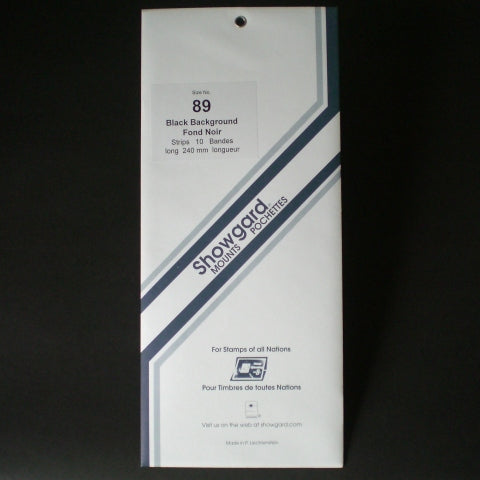 Size No.
89
Black Background
Fond Noir
Strips 10 Bandes
long 240 mm longueur
Showgard®
MOUNTS POCHETTES
For Stamps of all Nations
Pour Timbres de toutes Nations
Visit us on the web at showgard.com
Made in P. Liechtenstein